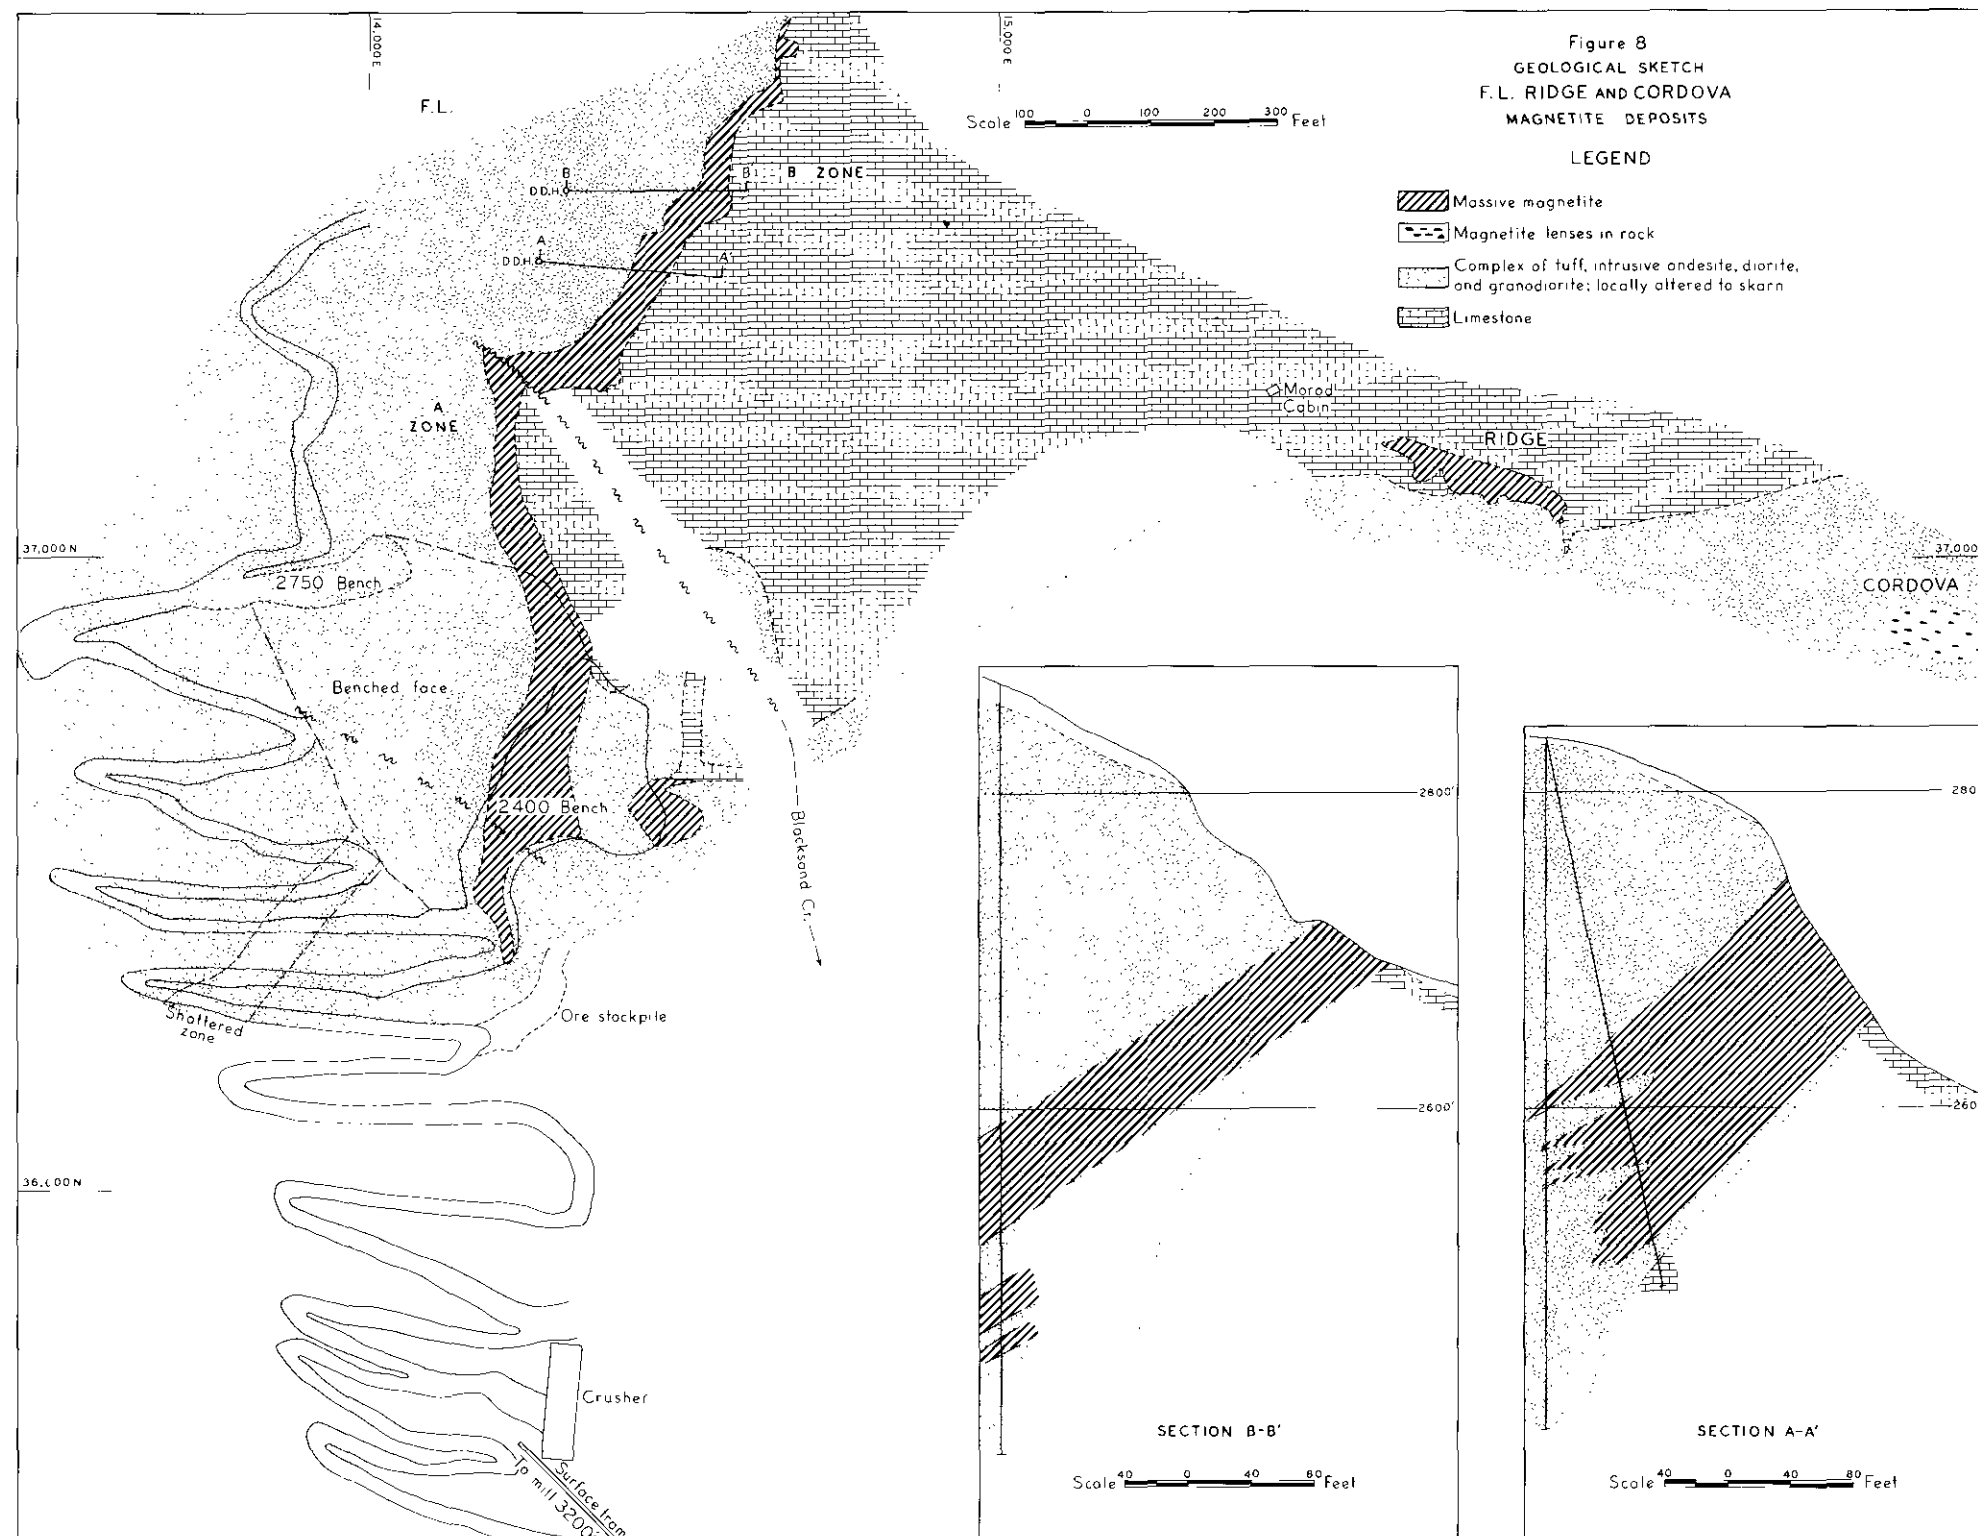 Figure 8
GEOLOGICAL SKETCH
F.L. RIDGE AND CORDOVA
MAGNETITE DEPOSITS
LEGEND
Massive magnetite
Magnetite lenses in rock
Complex of tuff, intrusive andesite, diorite,
and granodiorite; locally altered to skarn
Limestone
14,000 E
15,000 E
F.L.
Scale 100 0 100 200 300 Feet
B
D.D.H.
B'
B ZONE
A
D.D.H.
A'
A
ZONE
Morod
Cabin
RIDGE
37,000N
37,000
2750 Bench
CORDOVA
Benched face
2400 Bench
Blacksand Cr.
Shattered
zone
Ore stockpile
36,000N
Crusher
Surface tram
To mill 3200'
2800'
2600'
SECTION B-B'
Scale 40 0 40 80 Feet
280
260
SECTION A-A'
Scale 40 0 40 80 Feet